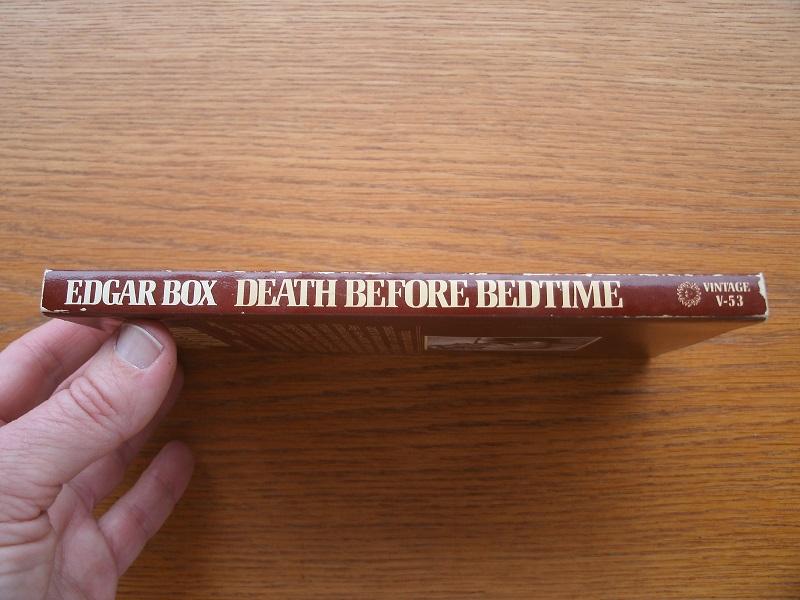 EDGAR BOX DEATH BEFORE BEDTIME VINTAGE
V-53